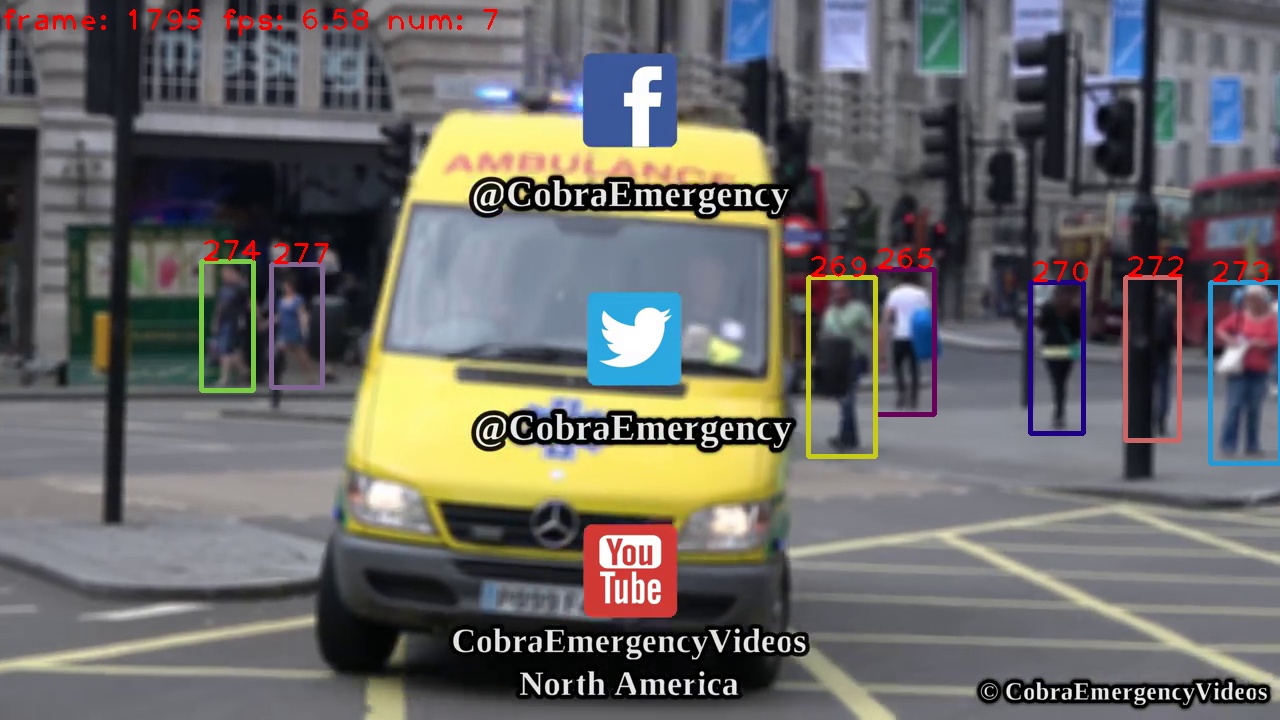 frame: 1795 fps: 6.58 num: 7
AMBULANCE
@CobraEmergency
274
277
269
265
270
272
273
@CobraEmergency
You
Tube
CobraEmergencyVideos
North America
© CobraEmergencyVideos